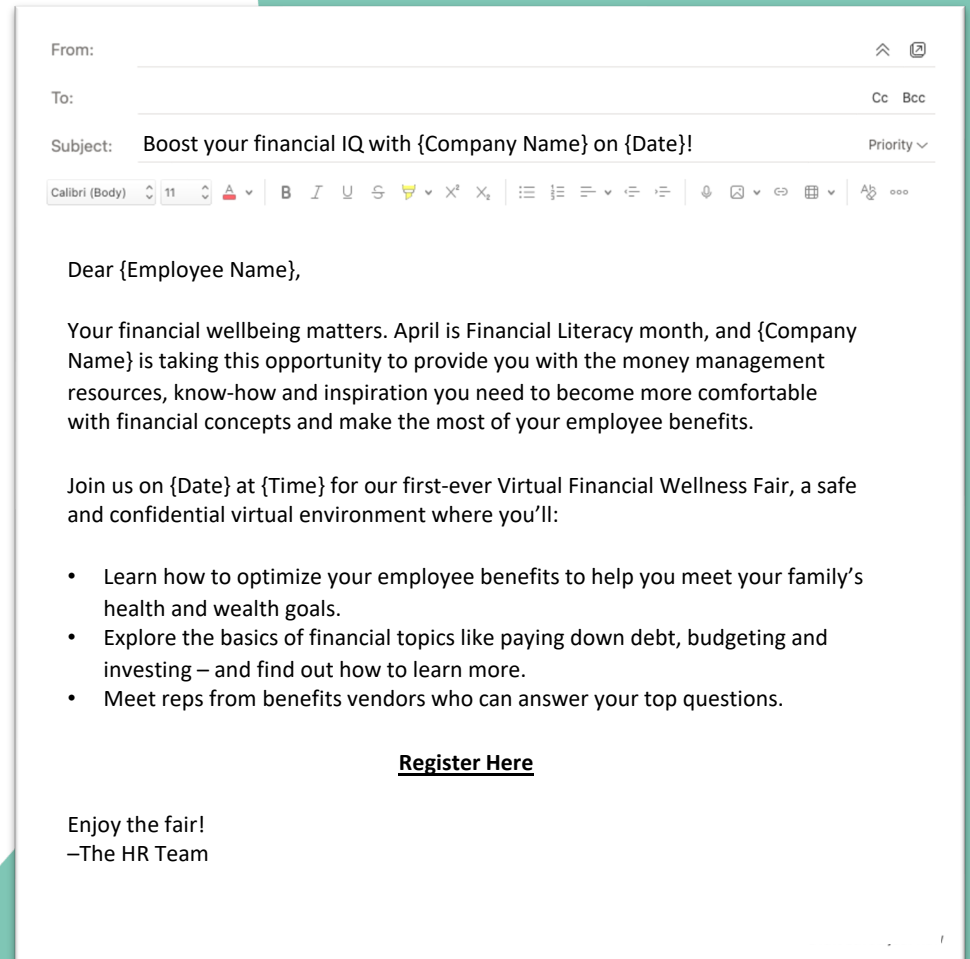 From:
To:
Cc Bcc
Subject: Boost your financial IQ with {Company Name} on {Date}!
Priority
Calibri (Body) 11 A B I U S X² X₂ Ab
Dear {Employee Name},
Your financial wellbeing matters. April is Financial Literacy month, and {Company
Name} is taking this opportunity to provide you with the money management
resources, know-how and inspiration you need to become more comfortable
with financial concepts and make the most of your employee benefits.
Join us on {Date} at {Time} for our first-ever Virtual Financial Wellness Fair, a safe
and confidential virtual environment where you’ll:
• Learn how to optimize your employee benefits to help you meet your family’s
health and wealth goals.
• Explore the basics of financial topics like paying down debt, budgeting and
investing – and find out how to learn more.
• Meet reps from benefits vendors who can answer your top questions.
Register Here
Enjoy the fair!
–The HR Team